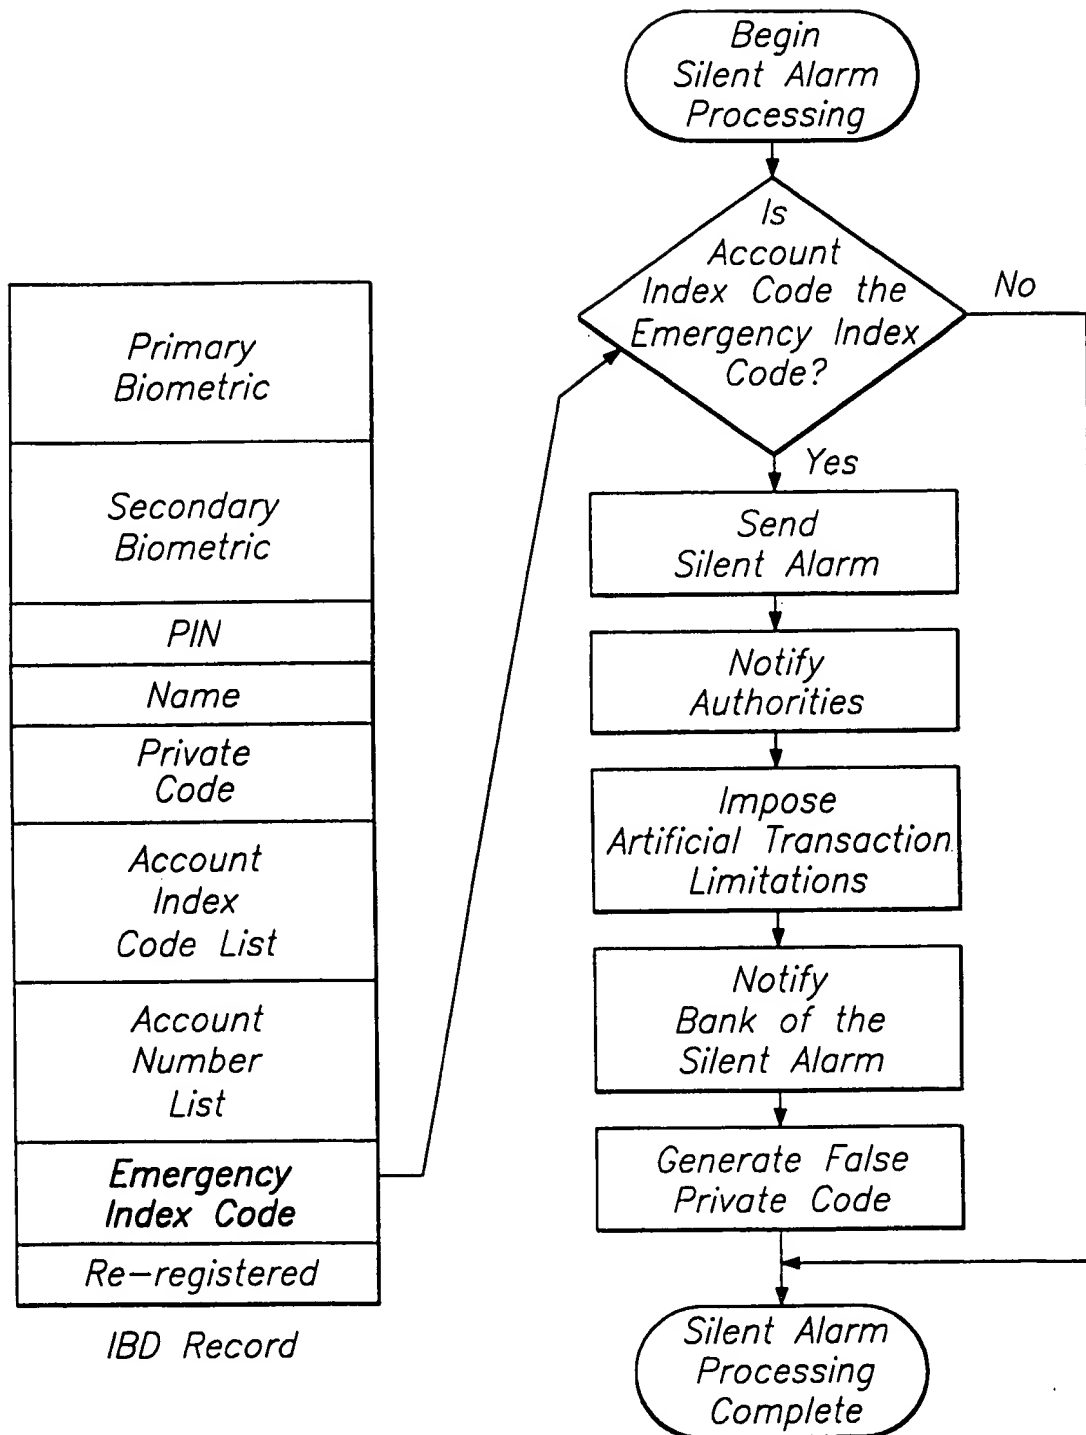 Begin
Silent Alarm
Processing
Is
Account
Index Code the
Emergency Index
Code?
No
Yes
Send
Silent Alarm
Notify
Authorities
Impose
Artificial Transaction
Limitations
Notify
Bank of the
Silent Alarm
Generate False
Private Code
Silent Alarm
Processing
Complete
Primary
Biometric
Secondary
Biometric
PIN
Name
Private
Code
Account
Index
Code List
Account
Number
List
Emergency
Index Code
Re-registered
IBD Record